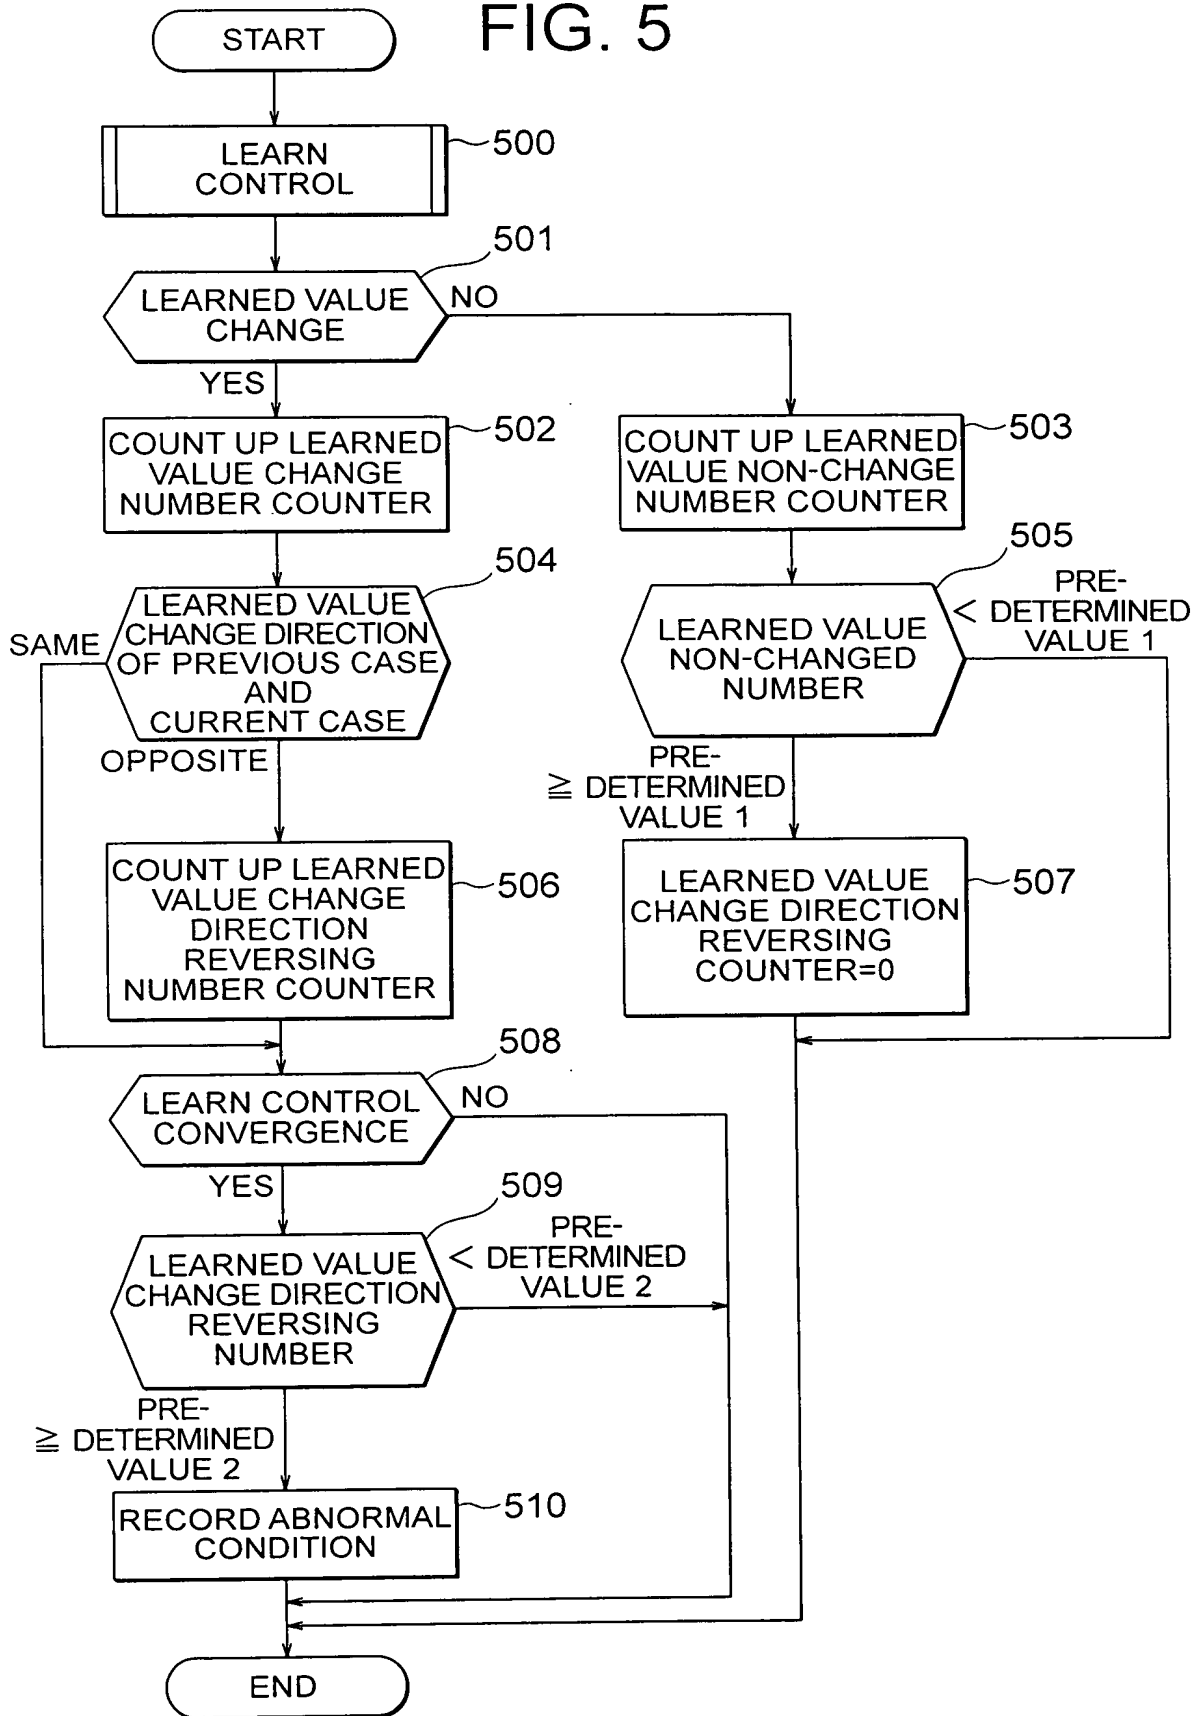 FIG. 5
START
LEARN
CONTROL
500
501
LEARNED VALUE
CHANGE
NO
YES
COUNT UP LEARNED
VALUE CHANGE
NUMBER COUNTER
502
COUNT UP LEARNED
VALUE NON-CHANGE
NUMBER COUNTER
503
504
LEARNED VALUE
CHANGE DIRECTION
OF PREVIOUS CASE
AND
CURRENT CASE
SAME
OPPOSITE
505
LEARNED VALUE
NON-CHANGED
NUMBER
PRE-
< DETERMINED
VALUE 1
PRE-
≧ DETERMINED
VALUE 1
COUNT UP LEARNED
VALUE CHANGE
DIRECTION
REVERSING
NUMBER COUNTER
506
LEARNED VALUE
CHANGE DIRECTION
REVERSING
COUNTER=0
507
508
LEARN CONTROL
CONVERGENCE
NO
YES
509
LEARNED VALUE
CHANGE DIRECTION
REVERSING
NUMBER
PRE-
< DETERMINED
VALUE 2
PRE-
≧ DETERMINED
VALUE 2
RECORD ABNORMAL
CONDITION
510
END